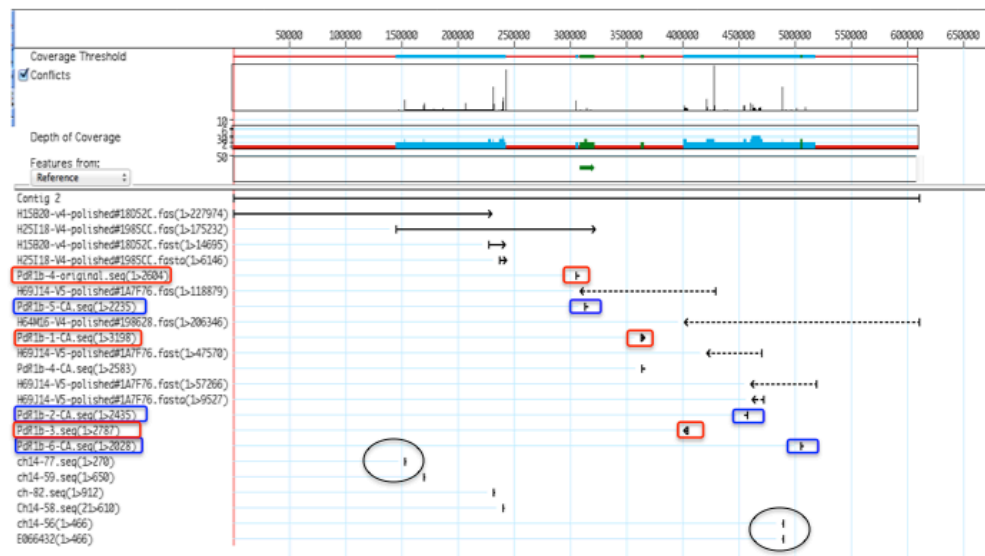 50000 100000 150000 200000 250000 300000 350000 400000 450000 500000 550000 600000 650000
Coverage Threshold
Conflicts
Depth of Coverage
Features from:
50
Reference
Contig 2
H15B20-v4-polished#18D52C.fas(1>227974)
H25I18-V4-polished#1985CC.fas(1>175232)
H15B20-v4-polished#18D52C.fasta(1>14695)
H25I18-V4-polished#1985CC.fasta(1>6146)
PdR1b-4-original.seq(1>2604)
H69J14-V5-polished#1A7F76.fas(1>118879)
PdR1b-5-CA.seq(1>2235)
H64M16-V4-polished#198628.fas(1>206346)
PdR1b-1-CA.seq(1>3198)
H69J14-V5-polished#1A7F76.fast(1>47570)
PdR1b-4-CA.seq(1>2583)
H69J14-V5-polished#1A7F76.fast(1>57266)
H69J14-V5-polished#1A7F76.fasta(1>9527)
PdR1b-2-CA.seq(1>2435)
PdR1b-3.seq(1>2787)
PdR1b-6-CA.seq(1>2028)
ch14-77.seq(1>270)
ch14-59.seq(1>650)
ch-82.seq(1>912)
Ch14-58.seq(21>610)
ch14-56(1>466)
E066432(1>466)